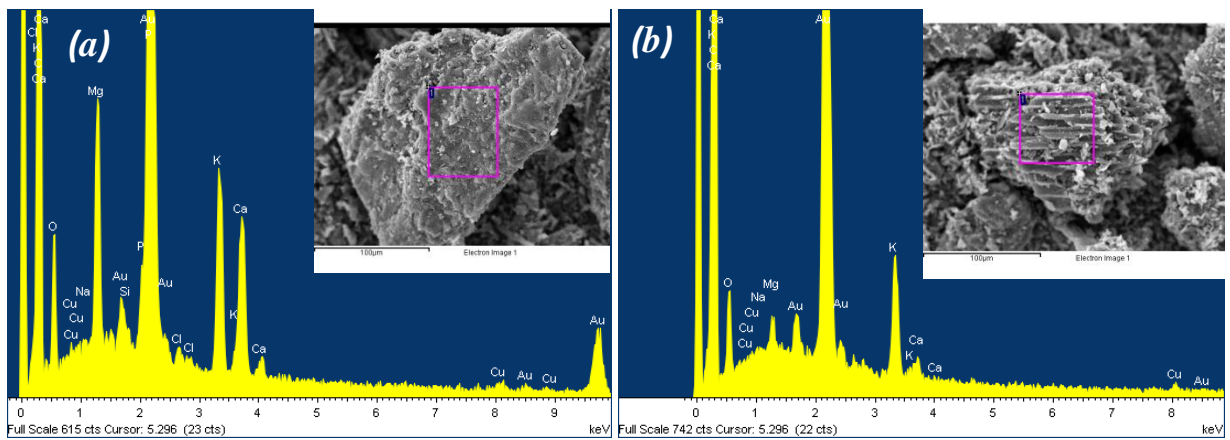 (a)
Ca
Cl
K
C
Ca
O
Cu
Cu
Cu
Na
Mg
Au
Si
P
Au
P
Au
Cl
Cl
K
K
Ca
Ca
Cu
Au
Cu
Au
100µm
Electron Image 1
0 1 2 3 4 5 6 7 8 9
Full Scale 615 cts Cursor: 5.296 (23 cts)
keV
(b)
Ca
K
C
Ca
O
Cu
Cu
Cu
Na
Mg
Au
Au
Au
K
K
Ca
Ca
Cu
Au
100µm
Electron Image 1
0 1 2 3 4 5 6 7 8
Full Scale 742 cts Cursor: 5.296 (22 cts)
keV